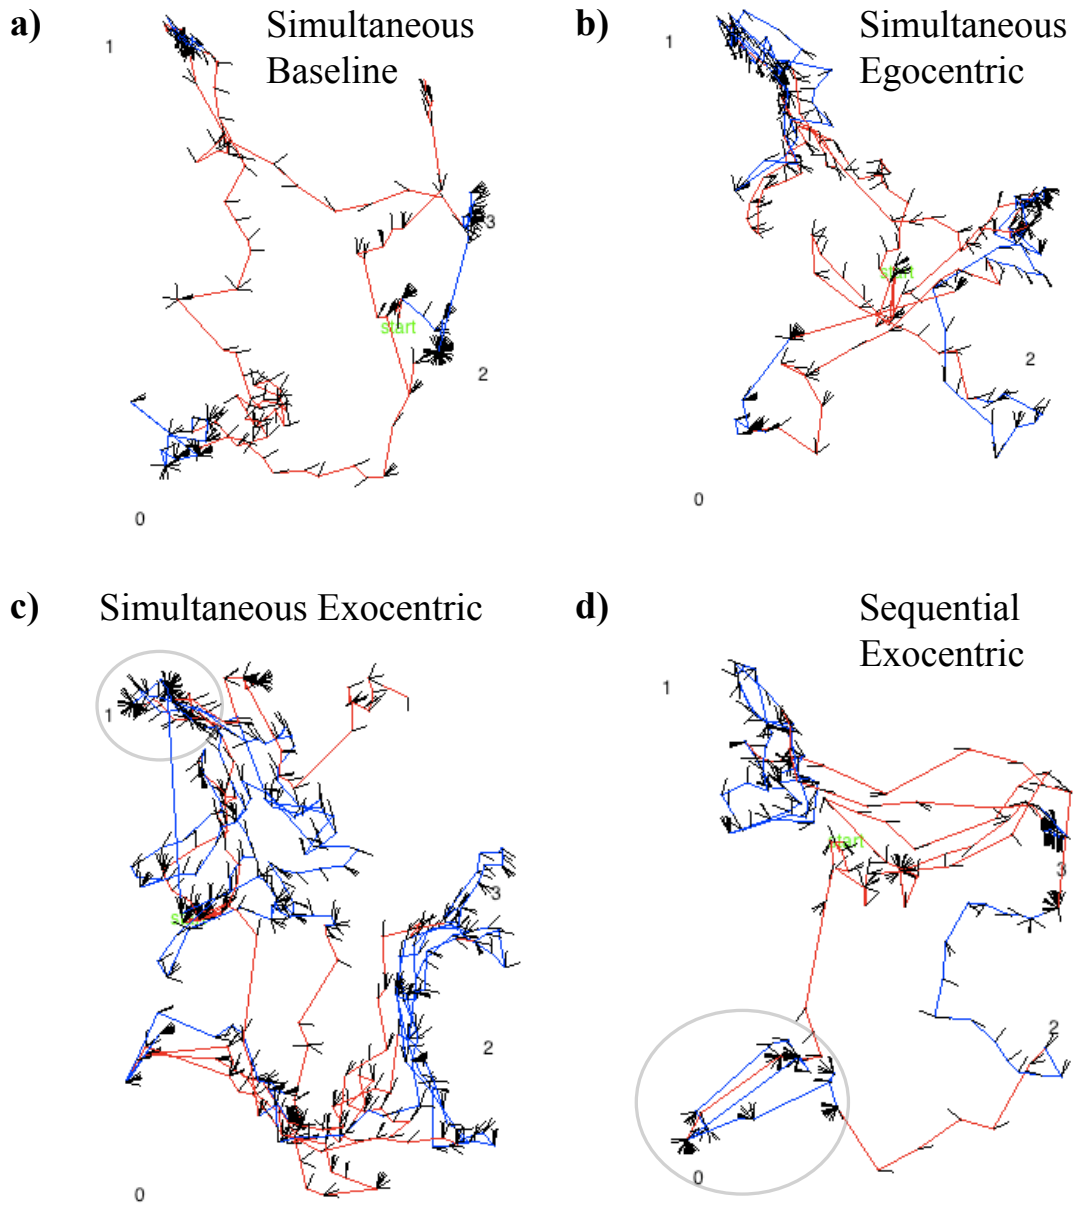 a)
Simultaneous
Baseline
1
3
start
2
0
b)
Simultaneous
Egocentric
1
start
2
0
c)
Simultaneous Exocentric
1
3
2
0
d)
Sequential
Exocentric
1
start
3
2
0